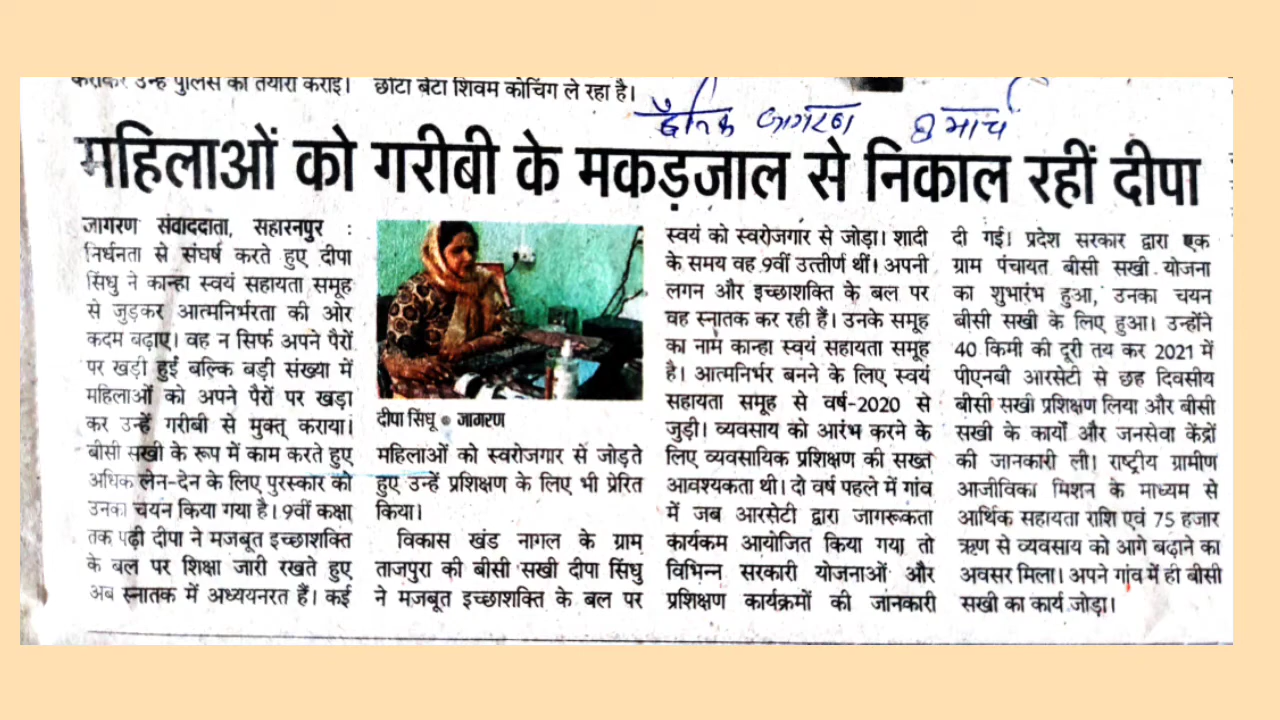 कराकर उन्हें पुलिस की तैयारी कराई।
छोटा बेटा शिवम कोचिंग ले रहा है।
दैनिक जागरण 8 मार्च
महिलाओं को गरीबी के मकड़जाल से निकाल रहीं दीपा
जागरण संवाददाता, सहारनपुर :
निर्धनता से संघर्ष करते हुए दीपा
सिंधु ने कान्हा स्वयं सहायता समूह
से जुड़कर आत्मनिर्भरता की ओर
कदम बढ़ाए। वह न सिर्फ अपने पैरों
पर खड़ी हुईं बल्कि बड़ी संख्या में
महिलाओं को अपने पैरों पर खड़ा
कर उन्हें गरीबी से मुक्त् कराया।
बीसी सखी के रूप में काम करते हुए
अधिक लेन-देन के लिए पुरस्कार को
उनका चयन किया गया है। 9वीं कक्षा
तक पढ़ी दीपा ने मजबूत इच्छाशक्ति
के बल पर शिक्षा जारी रखते हुए
अब स्नातक में अध्ययनरत हैं। कई
दीपा सिंधू ● जागरण
महिलाओं को स्वरोजगार से जोड़ते
हुए उन्हें प्रशिक्षण के लिए भी प्रेरित
किया।
विकास खंड नागल के ग्राम
ताजपुरा की बीसी सखी दीपा सिंधु
ने मजबूत इच्छाशक्ति के बल पर
स्वयं को स्वरोजगार से जोड़ा। शादी
के समय वह 9वीं उत्तीर्ण थीं। अपनी
लगन और इच्छाशक्ति के बल पर
वह स्नातक कर रही हैं। उनके समूह
का नाम कान्हा स्वयं सहायता समूह
है। आत्मनिर्भर बनने के लिए स्वयं
सहायता समूह से वर्ष-2020 से
जुड़ी। व्यवसाय को आरंभ करने के
लिए व्यवसायिक प्रशिक्षण की सख्त
आवश्यकता थी। दो वर्ष पहले में गांव
में जब आरसेटी द्वारा जागरूकता
कार्यकम आयोजित किया गया तो
विभिन्न सरकारी योजनाओं और
प्रशिक्षण कार्यक्रमों की जानकारी
दी गई। प्रदेश सरकार द्वारा एक
ग्राम पंचायत बीसी सखी योजना
का शुभारंभ हुआ, उनका चयन
बीसी सखी के लिए हुआ। उन्होंने
40 किमी की दूरी तय कर 2021 में
पीएनबी आरसेटी से छह दिवसीय
बीसी सखी प्रशिक्षण लिया और बीसी
सखी के कार्यों और जनसेवा केंद्रों
की जानकारी ली। राष्ट्रीय ग्रामीण
आजीविका मिशन के माध्यम से
आर्थिक सहायता राशि एवं 75 हजार
ऋण से व्यवसाय को आगे बढ़ाने का
अवसर मिला। अपने गांव में ही बीसी
सखी का कार्य जोड़ा।